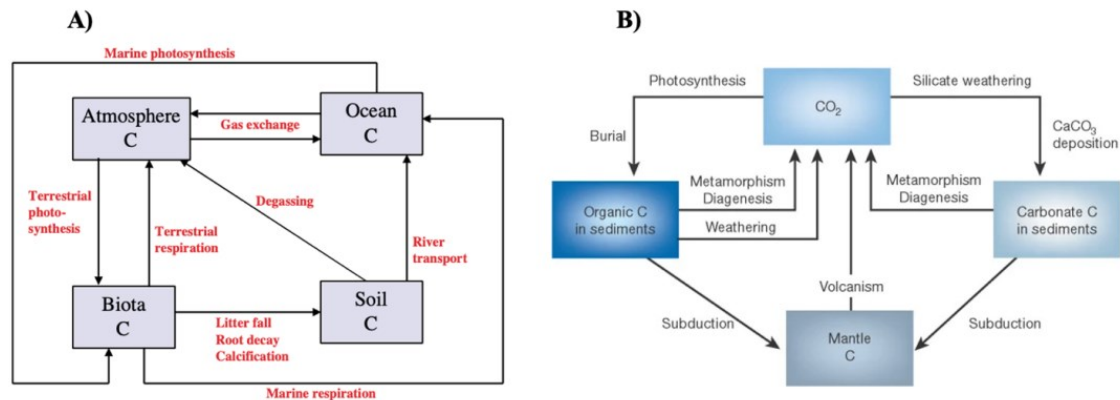 A)
Marine photosynthesis
Atmosphere
C
Ocean
C
Gas exchange
Terrestrial
photo-
synthesis
Terrestrial
respiration
Degassing
River
transport
Biota
C
Soil
C
Litter fall
Root decay
Calcification
Marine respiration
B)
Photosynthesis
CO₂
Silicate weathering
Burial
CaCO₃
deposition
Organic C
in sediments
Metamorphism
Diagenesis
Weathering
Metamorphism
Diagenesis
Carbonate C
in sediments
Volcanism
Subduction
Subduction
Mantle
C